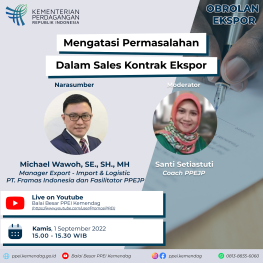 KEMENTERIAN
PERDAGANGAN
REPUBLIK INDONESIA
OBROLAN
EKSPOR
Mengatasi Permasalahan
Dalam Sales Kontrak Ekspor
Narasumber
Moderator
Michael Wawoh, SE., SH., MH
Manager Export - Import & Logistic
PT. Framas Indonesia dan Fasilitator PPEJP
Santi Setiastuti
Coach PPEJP
Live on Youtube
Balai Besar PPEI Kemendag
Kamis, 1 September 2022
15.00 - 15.30 WIB
ppei.kemendag.go.id
Balai Besar PPEI Kemendag
ppei.kemendag
ppei.kemendag